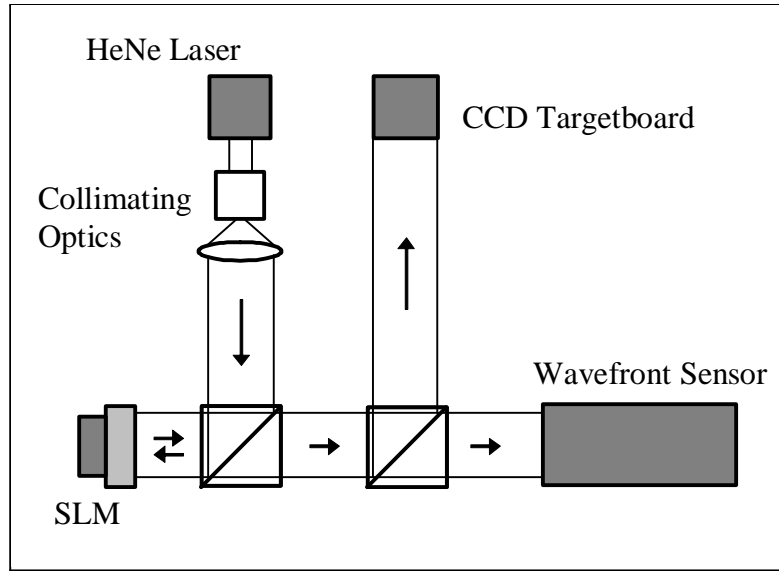 HeNe Laser
CCD Targetboard
Collimating
Optics
Wavefront Sensor
SLM